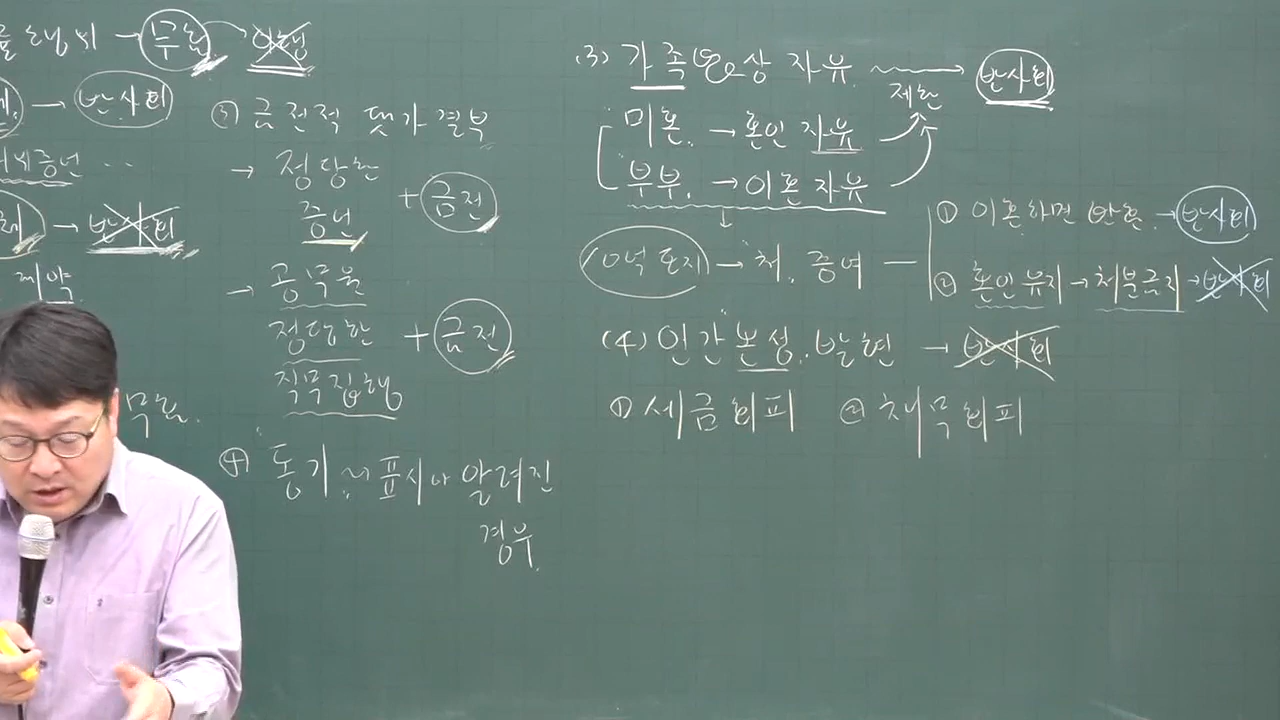 행위 → 무효
→ 반사회
③ 금전적 댓가 결부
→ 정당한
증언 + 금전
→ 반사회
계약
→ 공무원
정당한 + 금전
직무집행
무효.
④ 동기 표시나 알려진
경우.
(3) 가족법상 자유 → 반사회
제한
미혼. → 혼인 자유
부부. → 이혼 자유
10억 토지 → 처. 증여 —
① 이혼하면 반환. → 반사회
② 혼인유지 → 처분금지 → 반사회
(4) 인간본성. 발현 → 반사회
① 세금회피 ② 채무회피